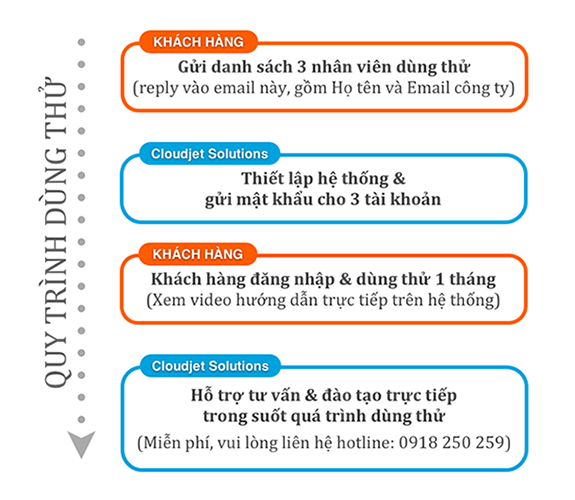 QUY TRÌNH DÙNG THỬ
KHÁCH HÀNG
Gửi danh sách 3 nhân viên dùng thử
(reply vào email này, gồm Họ tên và Email công ty)
Cloudjet Solutions
Thiết lập hệ thống &
gửi mật khẩu cho 3 tài khoản
KHÁCH HÀNG
Khách hàng đăng nhập & dùng thử 1 tháng
(Xem video hướng dẫn trực tiếp trên hệ thống)
Cloudjet Solutions
Hỗ trợ tư vấn & đào tạo trực tiếp
trong suốt quá trình dùng thử
(Miễn phí, vui lòng liên hệ hotline: 0918 250 259)